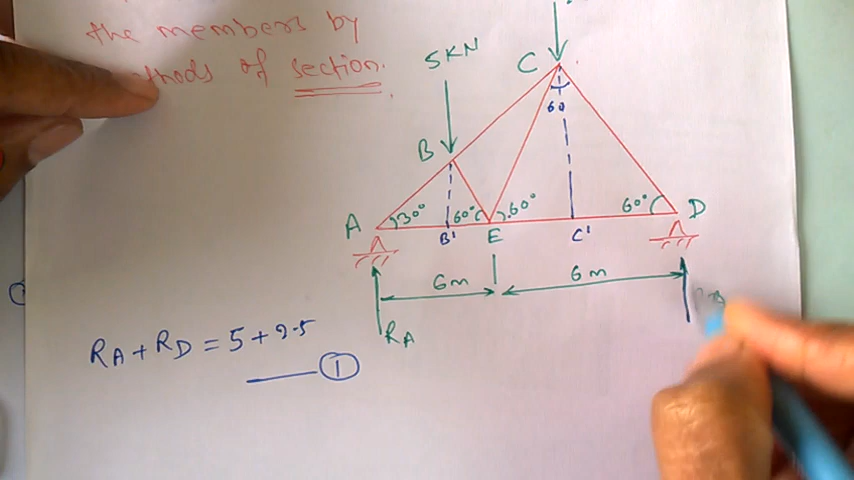 the members by
of section.
5KN
C
60
B
A
30°
60°
60°
60°
D
B'
E
C'
6m
6m
RA
RA + RD = 5 + 9.5
1